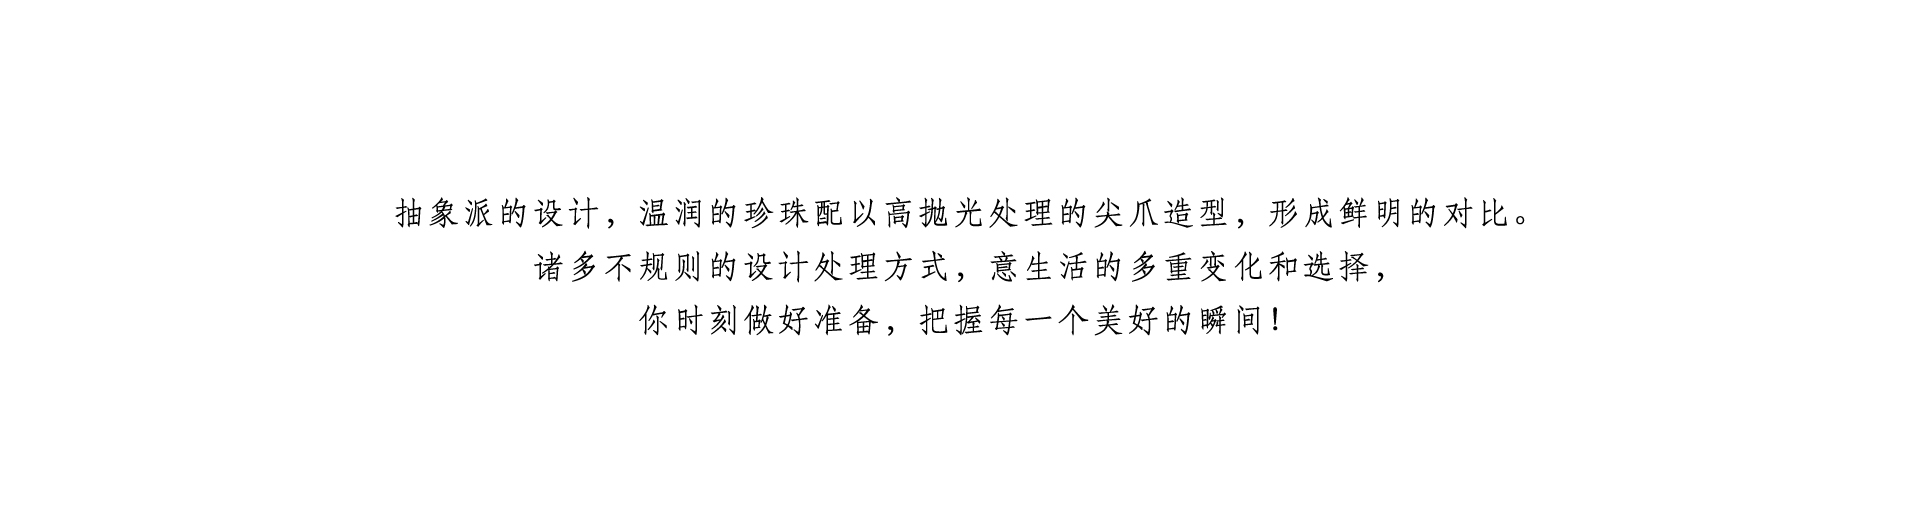 抽象派的设计，温润的珍珠配以高抛光处理的尖爪造型，形成鲜明的对比。
诸多不规则的设计处理方式，意生活的多重变化和选择，
你时刻做好准备，把握每一个美好的瞬间！